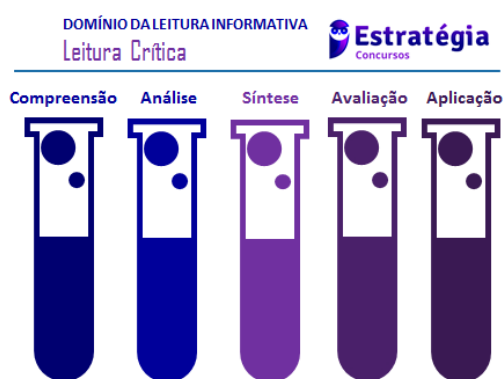 DOMÍNIO DA LEITURA INFORMATIVA
Leitura Crítica
Estratégia
Concursos
Compreensão Análise Síntese Avaliação Aplicação